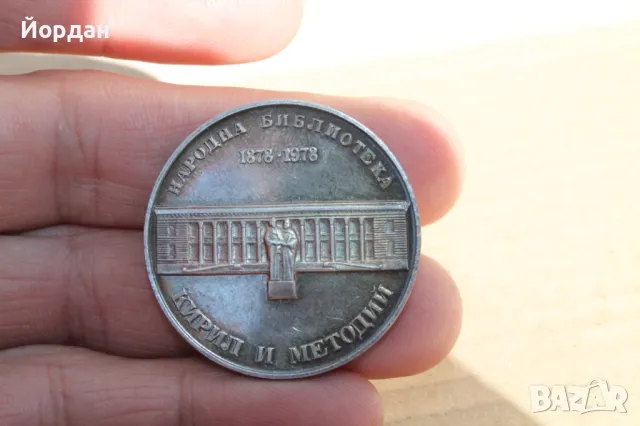 Йордан
НАРОДНА БИБЛИОТЕКА
1878·1978
КИРИЛ И МЕТОДИЙ
BAZAR